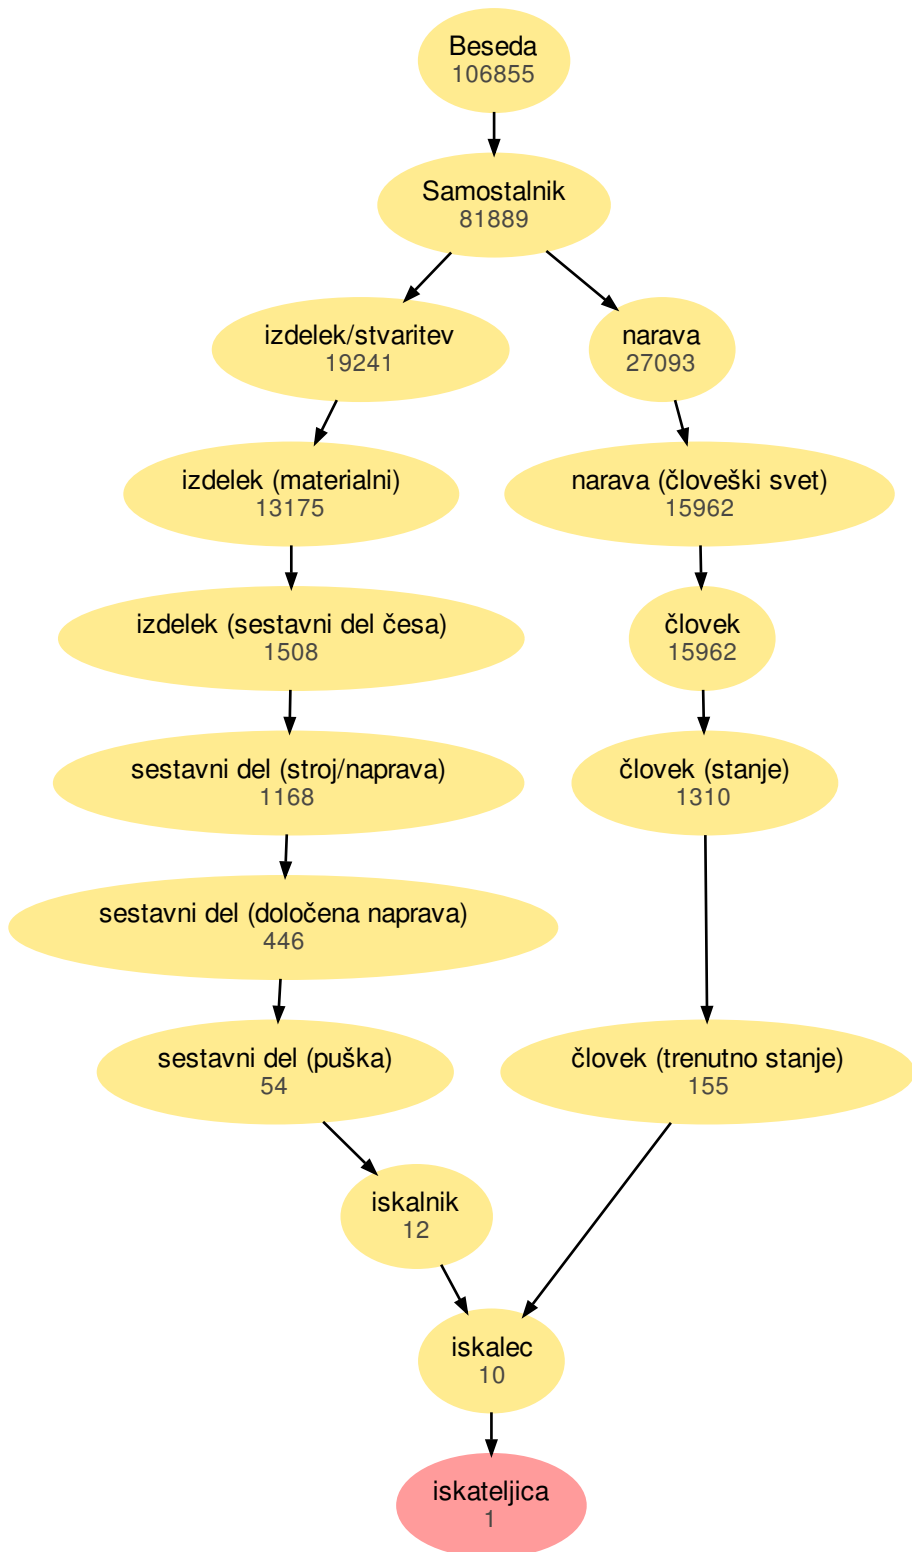 Beseda
106855
Samostalnik
81889
izdelek/stvaritev
19241
narava
27093
izdelek (materialni)
13175
narava (človeški svet)
15962
izdelek (sestavni del česa)
1508
človek
15962
sestavni del (stroj/naprava)
1168
človek (stanje)
1310
sestavni del (določena naprava)
446
sestavni del (puška)
54
človek (trenutno stanje)
155
iskalnik
12
iskalec
10
iskateljica
1